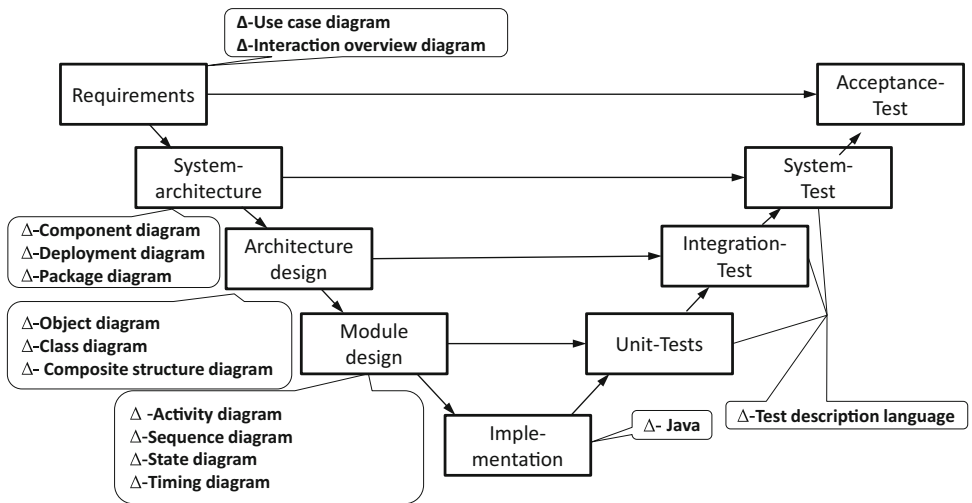 Δ-Use case diagram
Δ-Interaction overview diagram
Requirements
Acceptance-
Test
System-
architecture
System-
Test
Δ-Component diagram
Δ-Deployment diagram
Δ-Package diagram
Architecture
design
Integration-
Test
Δ-Object diagram
Δ-Class diagram
Δ- Composite structure diagram
Module
design
Unit-Tests
Δ -Activity diagram
Δ-Sequence diagram
Δ-State diagram
Δ-Timing diagram
Imple-
mentation
Δ- Java
Δ-Test description language